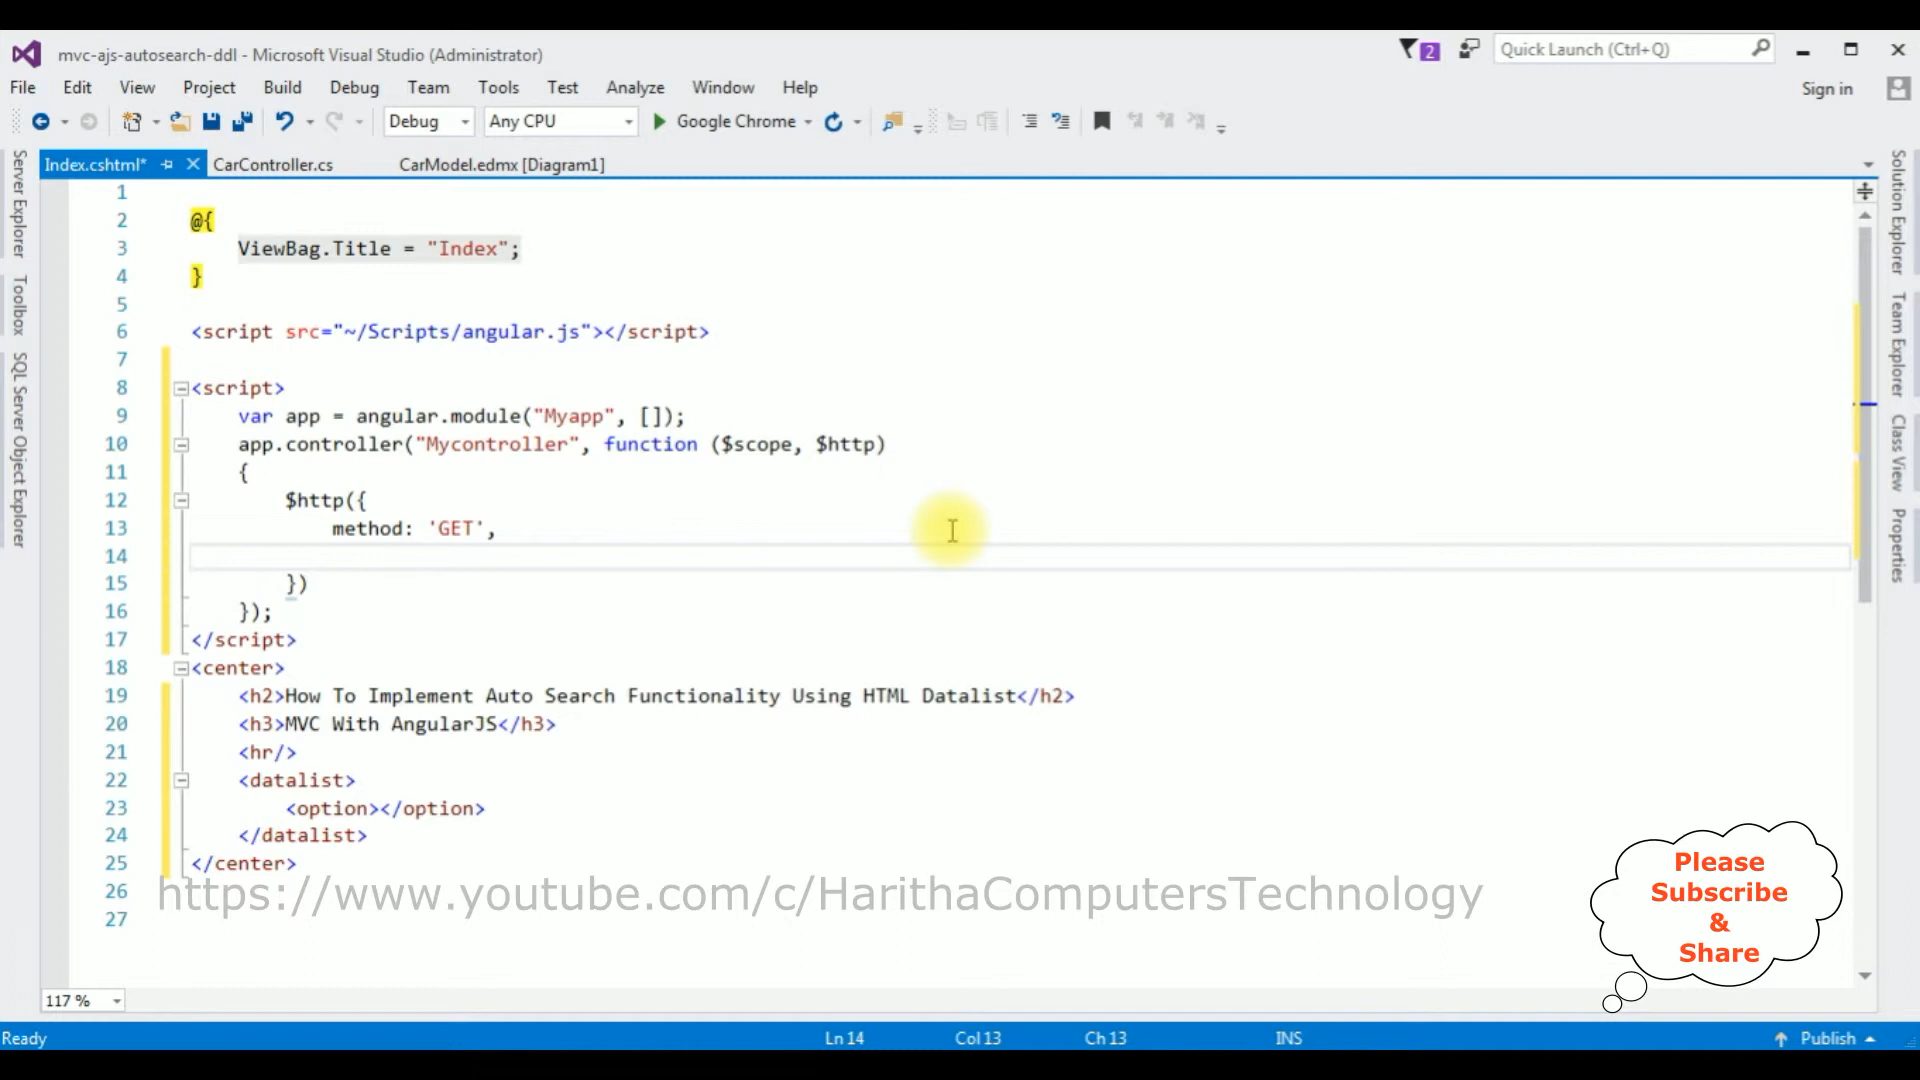 mvc-ajs-autosearch-ddl - Microsoft Visual Studio (Administrator)
2
Quick Launch (Ctrl+Q)
File Edit View Project Build Debug Team Tools Test Analyze Window Help
Sign in
Debug Any CPU Google Chrome
Index.cshtml* CarController.cs CarModel.edmx [Diagram1]
Server Explorer
Toolbox
SQL Server Object Explorer
1
2 @{
3 ViewBag.Title = "Index";
4 }
5
6 <script src="~/Scripts/angular.js"></script>
7
8 <script>
9 var app = angular.module("Myapp", []);
10 app.controller("Mycontroller", function ($scope, $http)
11 {
12 $http({
13 method: 'GET',
14
15 })
16 });
17 </script>
18 <center>
19 <h2>How To Implement Auto Search Functionality Using HTML Datalist</h2>
20 <h3>MVC With AngularJS</h3>
21 <hr/>
22 <datalist>
23 <option></option>
24 </datalist>
25 </center>
26
https://www.youtube.com/c/HarithaComputersTechnology
27
Solution Explorer
Team Explorer
Class View
Properties
Please
Subscribe
&
Share
117 %
Ready Ln 14 Col 13 Ch 13 INS Publish